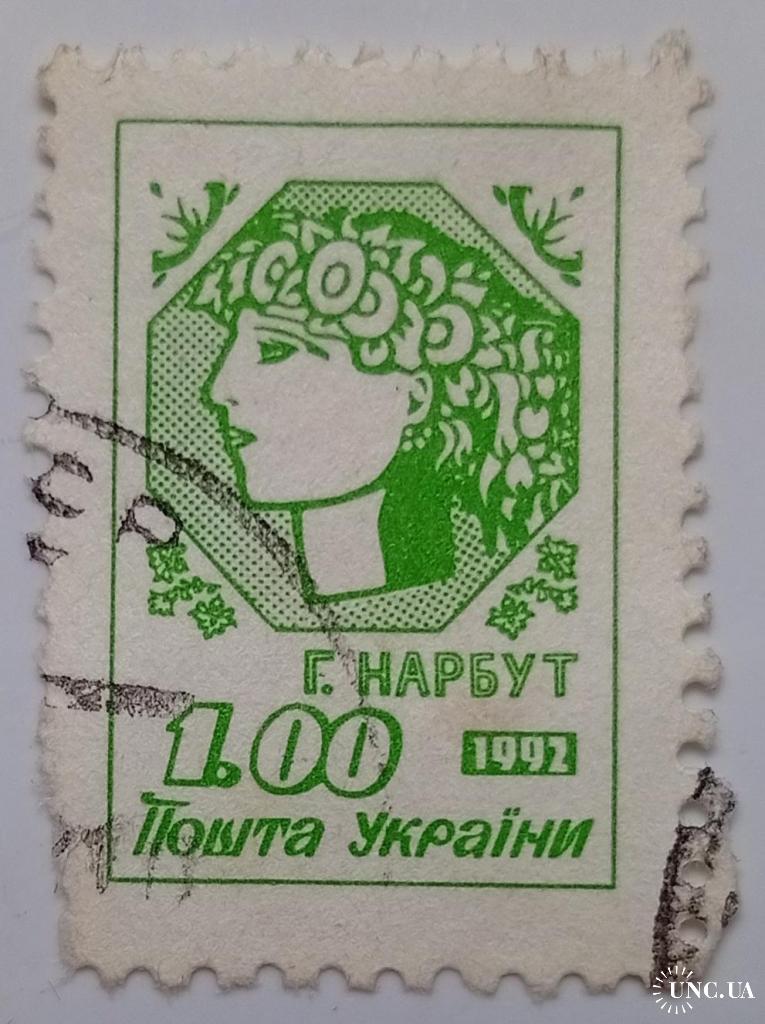 Г. НАРБУТ
1.00 1992
Пошта України
UNC.UA